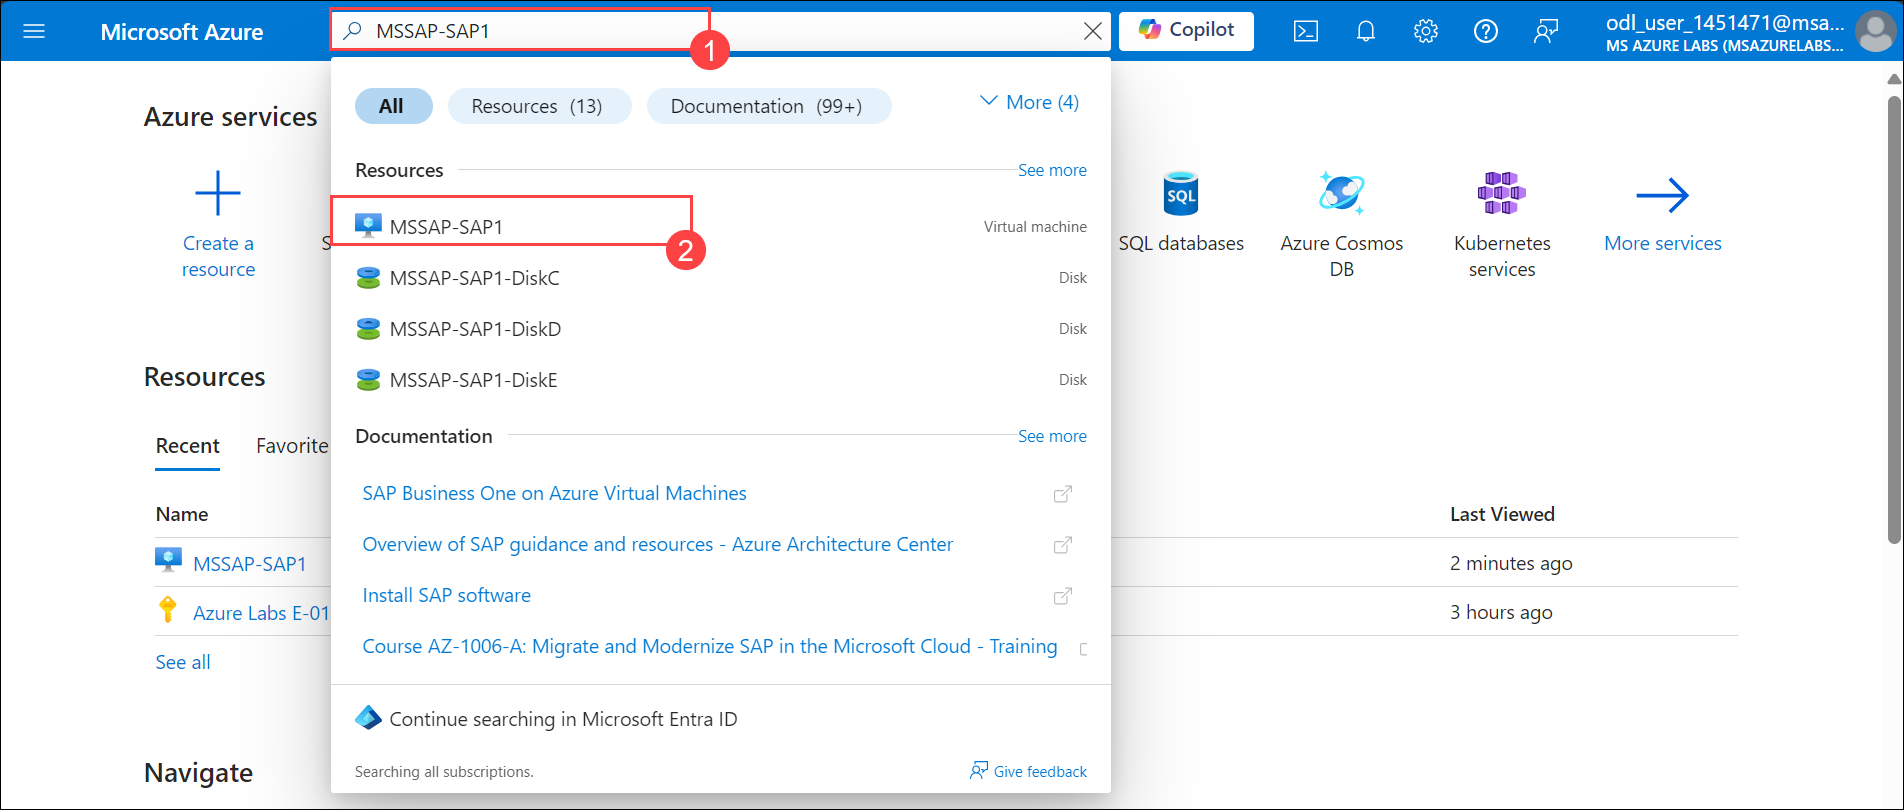 Microsoft Azure
MSSAP-SAP1
1
Copilot
odl_user_1451471@msa...
MS AZURE LABS (MSAZURELABS...
All
Resources (13)
Documentation (99+)
More (4)
Azure services
Resources
See more
MSSAP-SAP1
Virtual machine
2
MSSAP-SAP1-DiskC
Disk
MSSAP-SAP1-DiskD
Disk
MSSAP-SAP1-DiskE
Disk
Documentation
See more
SAP Business One on Azure Virtual Machines
Overview of SAP guidance and resources - Azure Architecture Center
Install SAP software
Course AZ-1006-A: Migrate and Modernize SAP in the Microsoft Cloud - Training
Continue searching in Microsoft Entra ID
Searching all subscriptions.
Give feedback
Create a
resource
S
SQL
SQL databases
Azure Cosmos
DB
Kubernetes
services
More services
Resources
Recent
Favorite
Name
Last Viewed
MSSAP-SAP1
2 minutes ago
Azure Labs E-01
3 hours ago
See all
Navigate